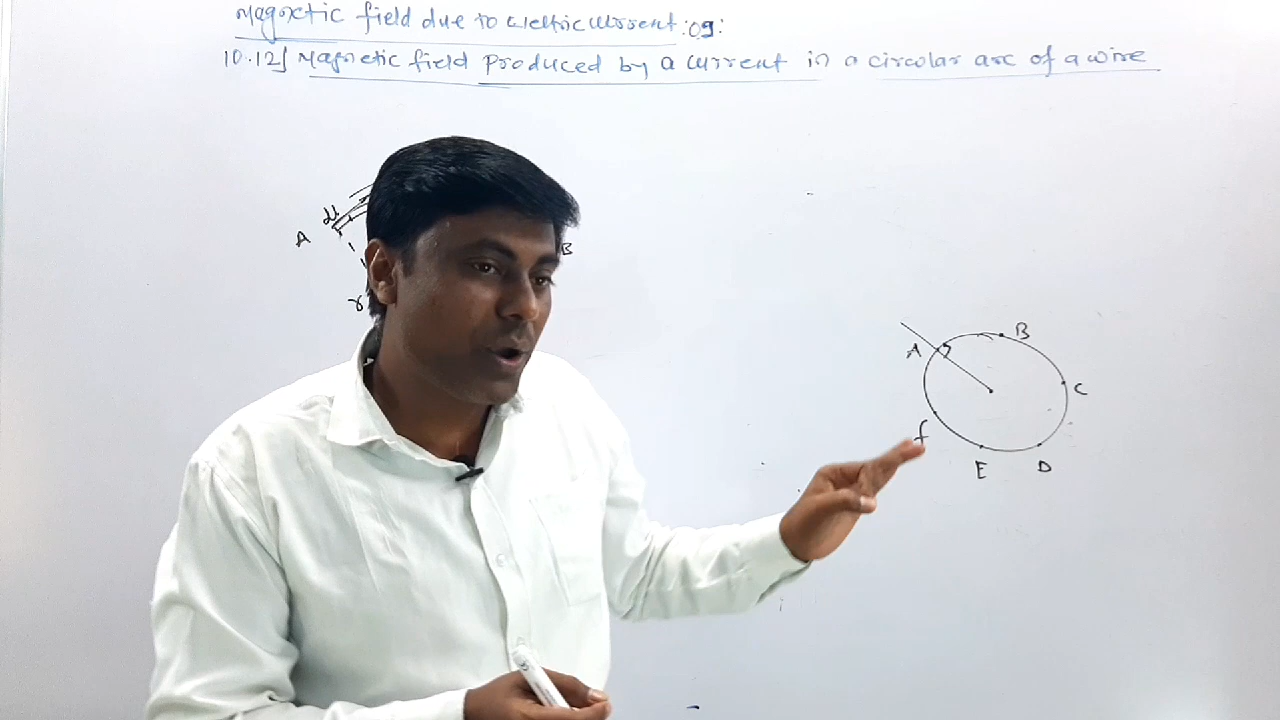 Magnetic field due to Electric current :09:
10.12] Magnetic field produced by a current in a circular arc of a wire
dl
A
B
r
B
A
C
f
E D